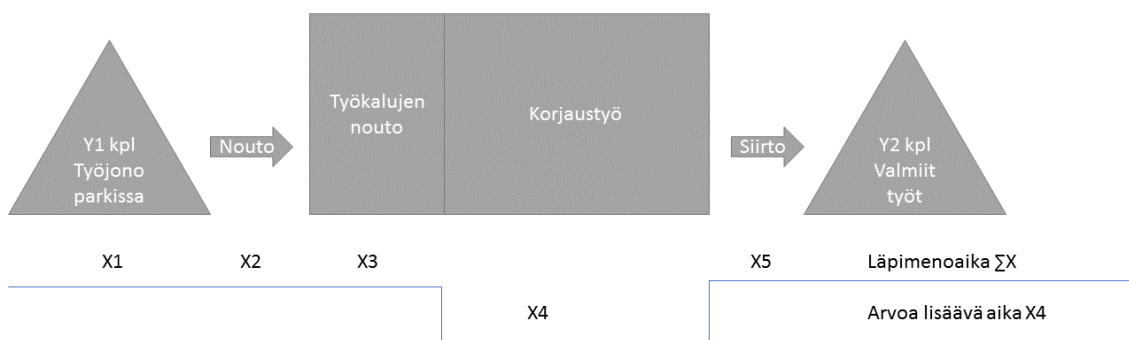 Y1 kpl
Työjono
parkissa
Nouto
Työkalujen
nouto
Korjaustyö
Siirto
Y2 kpl
Valmiit
työt
X1
X2
X3
X5
Läpimenoaika ∑X
X4
Arvoa lisäävä aika X4